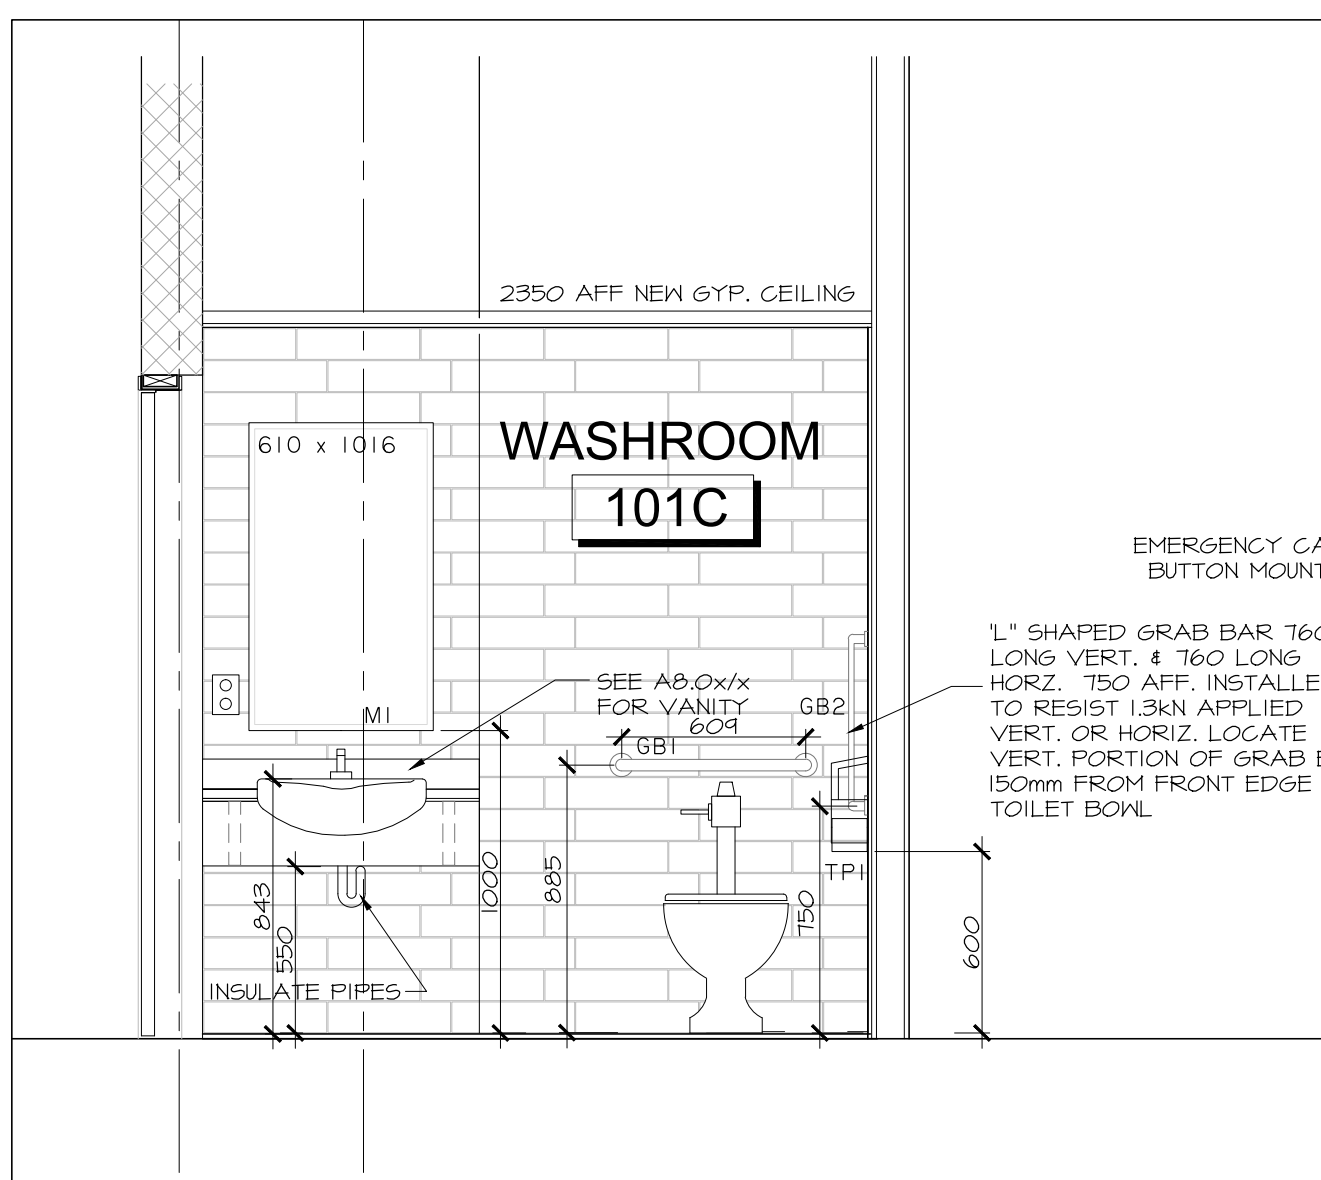 2350 AFF NEW GYP. CEILING
610 x 1016
WASHROOM
101C
EMERGENCY CA
BUTTON MOUNT
M1
SEE A8.0x/x
FOR VANITY
609
GB1
GB2
'L" SHAPED GRAB BAR 760
LONG VERT. & 760 LONG
HORZ. 750 AFF. INSTALLE
TO RESIST 1.3kN APPLIED
VERT. OR HORIZ. LOCATE
VERT. PORTION OF GRAB B
150mm FROM FRONT EDGE
TOILET BOWL
TP1
843
550
1000
885
750
600
INSULATE PIPES